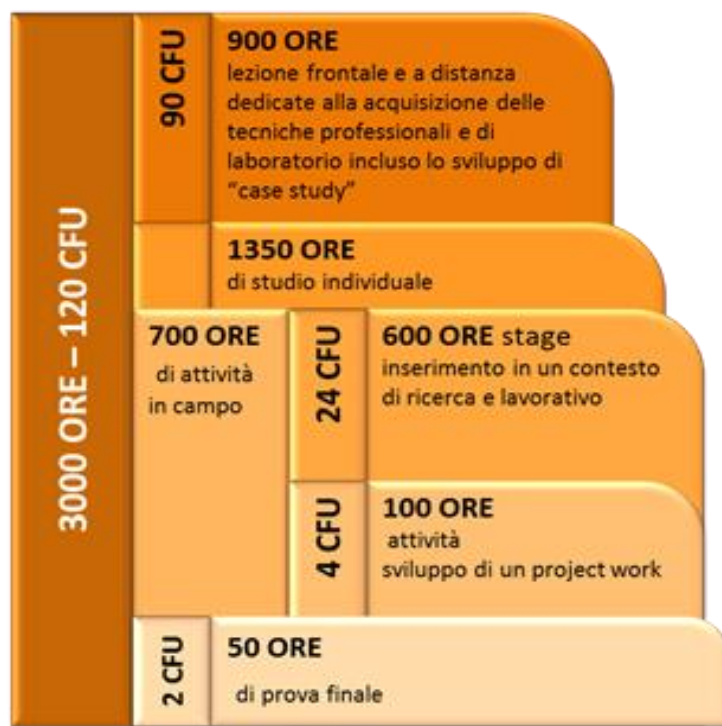 3000 ORE – 120 CFU
90 CFU
900 ORE
lezione frontale e a distanza
dedicate alla acquisizione delle
tecniche professionali e di
laboratorio incluso lo sviluppo di
“case study”
1350 ORE
di studio individuale
700 ORE
di attività
in campo
24 CFU
600 ORE stage
inserimento in un contesto
di ricerca e lavorativo
4 CFU
100 ORE
attività
sviluppo di un project work
2 CFU
50 ORE
di prova finale